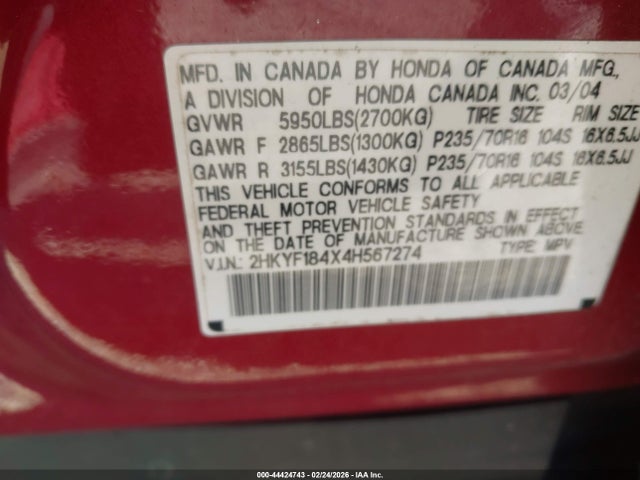 MFD. IN CANADA BY HONDA OF CANADA MFG.,
A DIVISION OF HONDA CANADA INC. 03/04
GVWR 5950LBS(2700KG) TIRE SIZE RIM SIZE
GAWR F 2865LBS(1300KG) P235/70R16 104S 16X6.5JJ
GAWR R 3155LBS(1430KG) P235/70R16 104S 16X6.5JJ
THIS VEHICLE CONFORMS TO ALL APPLICABLE
FEDERAL MOTOR VEHICLE SAFETY
AND THEFT PREVENTION STANDARDS IN EFFECT
ON THE DATE OF MANUFACTURE SHOWN ABOVE
V.I.N.: 2HKYF184X4H567274 TYPE: MPV
000-44424743 - 02/24/2026 - IAA Inc.